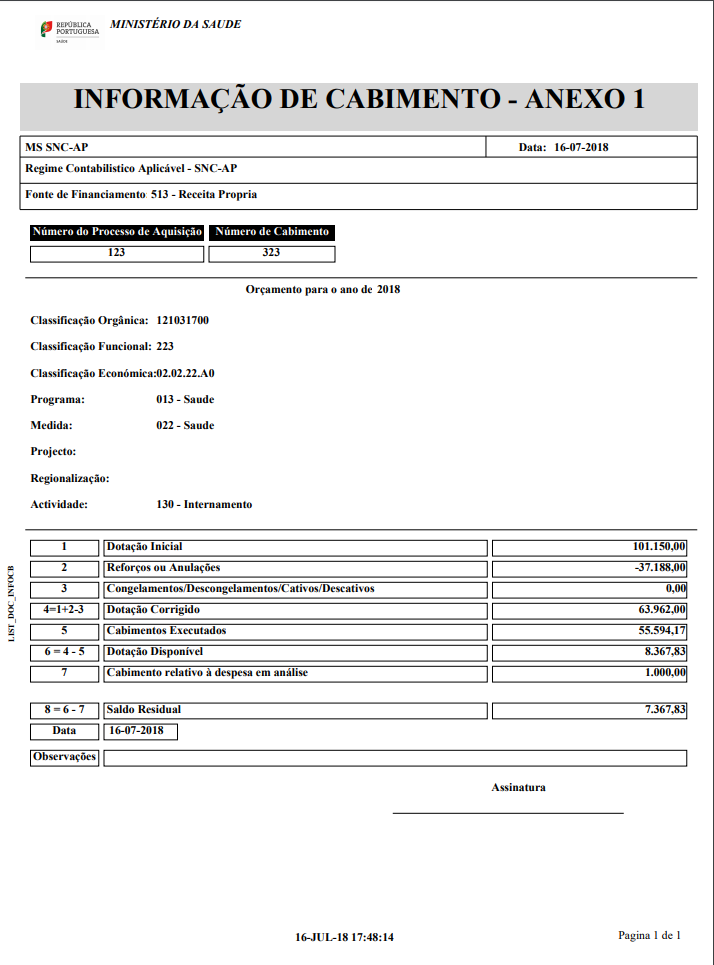 REPÚBLICA
PORTUGUESA
SAÚDE
MINISTÉRIO DA SAUDE
INFORMAÇÃO DE CABIMENTO - ANEXO 1
MS SNC-AP Data: 16-07-2018
Regime Contabilistico Aplicável - SNC-AP
Fonte de Financiamento 513 - Receita Propria
Número do Processo de Aquisição Número de Cabimento
123 323
Orçamento para o ano de 2018
Classificação Orgânica: 121031700
Classificação Funcional: 223
Classificação Económica:02.02.22.A0
Programa: 013 - Saude
Medida: 022 - Saude
Projecto:
Regionalização:
Actividade: 130 - Internamento
1 Dotação Inicial 101.150,00
2 Reforços ou Anulações -37.188,00
3 Congelamentos/Descongelamentos/Cativos/Descativos 0,00
4=1+2-3 Dotação Corrigido 63.962,00
5 Cabimentos Executados 55.594,17
6 = 4 - 5 Dotação Disponível 8.367,83
7 Cabimento relativo à despesa em análise 1.000,00
8 = 6 - 7 Saldo Residual 7.367,83
Data 16-07-2018
Observações
Assinatura
LIST_DOC_INFOCB
16-JUL-18 17:48:14 Pagina 1 de 1